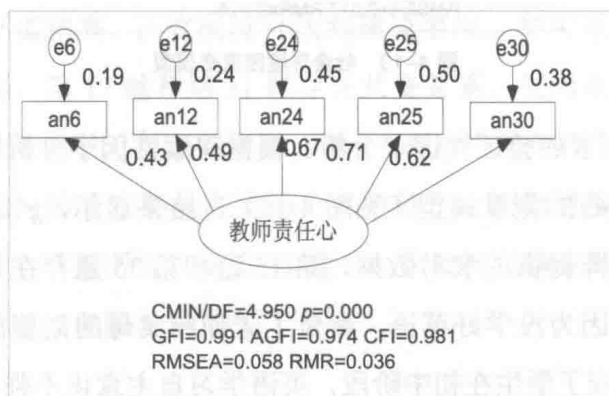 e6 e12 e24 e25 e30
0.19 0.24 0.45 0.50 0.38
an6 an12 an24 an25 an30
0.43 0.49 0.67 0.71 0.62
教师责任心
CMIN/DF=4.950 p=0.000
GFI=0.991 AGFI=0.974 CFI=0.981
RMSEA=0.058 RMR=0.036